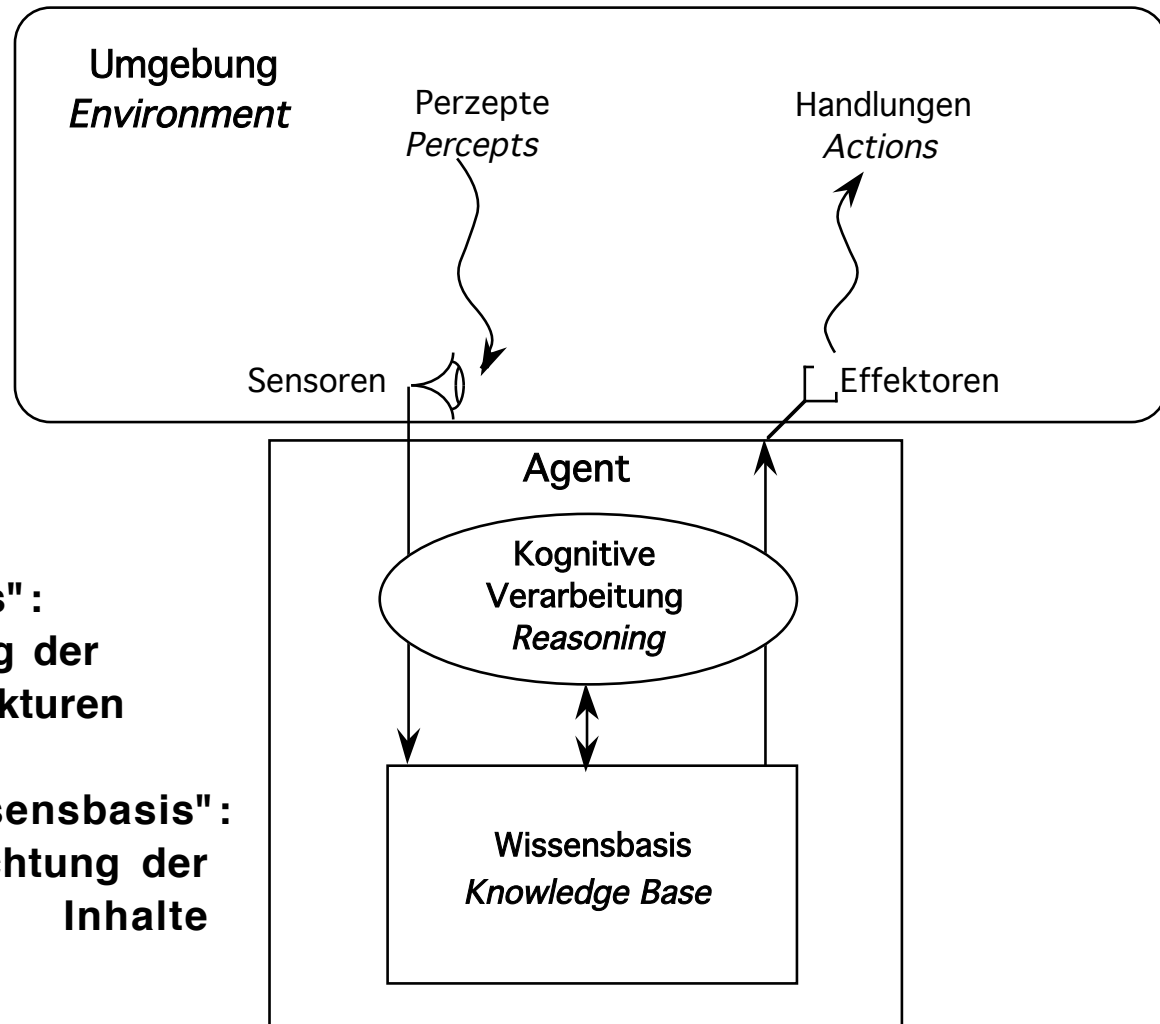 Umgebung
Environment
Perzepte
Percepts
Handlungen
Actions
Sensoren
Effektoren
Agent
Kognitive
Verarbeitung
Reasoning
s":
g der
kturen
sensbasis":
chtung der
Inhalte
Wissensbasis
Knowledge Base